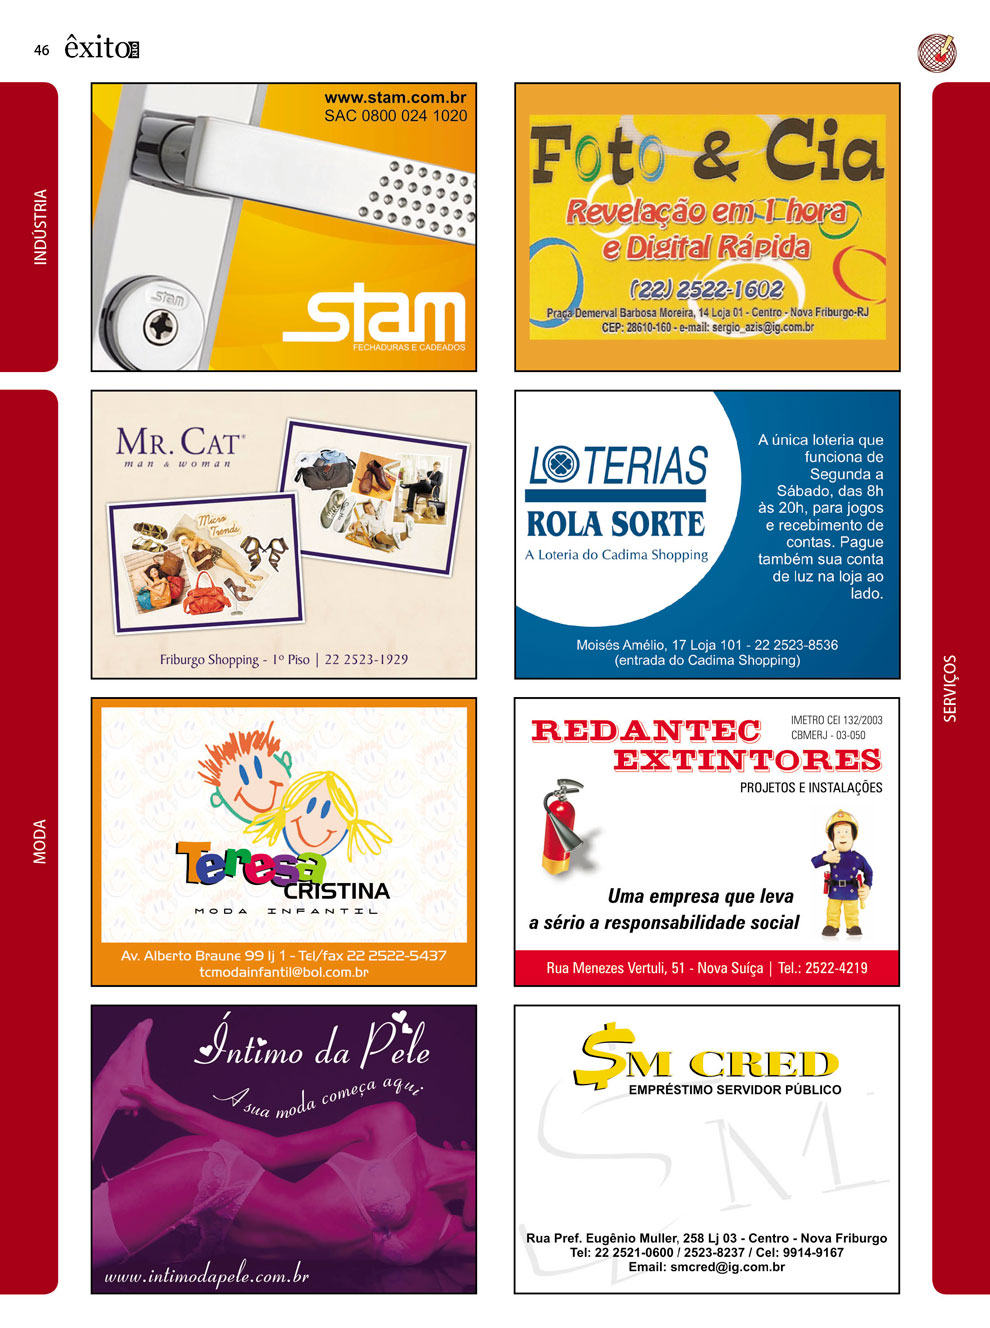 46 êxito RIO
INDÚSTRIA
www.stam.com.br
SAC 0800 024 1020
stam
stam
FECHADURAS E CADEADOS
Foto & Cia
Revelação em 1 hora
e Digital Rápida
(22) 2522-1602
Praça Demerval Barbosa Moreira, 14 Loja 01 - Centro - Nova Friburgo-RJ
CEP: 28610-160 - e-mail: sergio_azis@ig.com.br
MODA
MR. CAT®
man & woman
Micro
Trends
Friburgo Shopping - 1º Piso | 22 2523-1929
LOTERIAS
ROLA SORTE
A Loteria do Cadima Shopping
A única loteria que
funciona de
Segunda a
Sábado, das 8h
às 20h, para jogos
e recebimento de
contas. Pague
também sua conta
de luz na loja ao
lado.
Moisés Amélio, 17 Loja 101 - 22 2523-8536
(entrada do Cadima Shopping)
SERVIÇOS
Teresa
CRISTINA
MODA INFANTIL
Av. Alberto Braune 99 lj 1 - Tel/fax 22 2522-5437
tcmodainfantil@bol.com.br
REDANTEC
EXTINTORES
IMETRO CEI 132/2003
CBMERJ - 03-050
PROJETOS E INSTALAÇÕES
Uma empresa que leva
a sério a responsabilidade social
Rua Menezes Vertuli, 51 - Nova Suíça | Tel.: 2522-4219
Íntimo da Pele
A sua moda começa aqui
www.intimodapele.com.br
$M CRED
EMPRÉSTIMO SERVIDOR PÚBLICO
SM
Rua Pref. Eugênio Muller, 258 Lj 03 - Centro - Nova Friburgo
Tel: 22 2521-0600 / 2523-8237 / Cel: 9914-9167
Email: smcred@ig.com.br